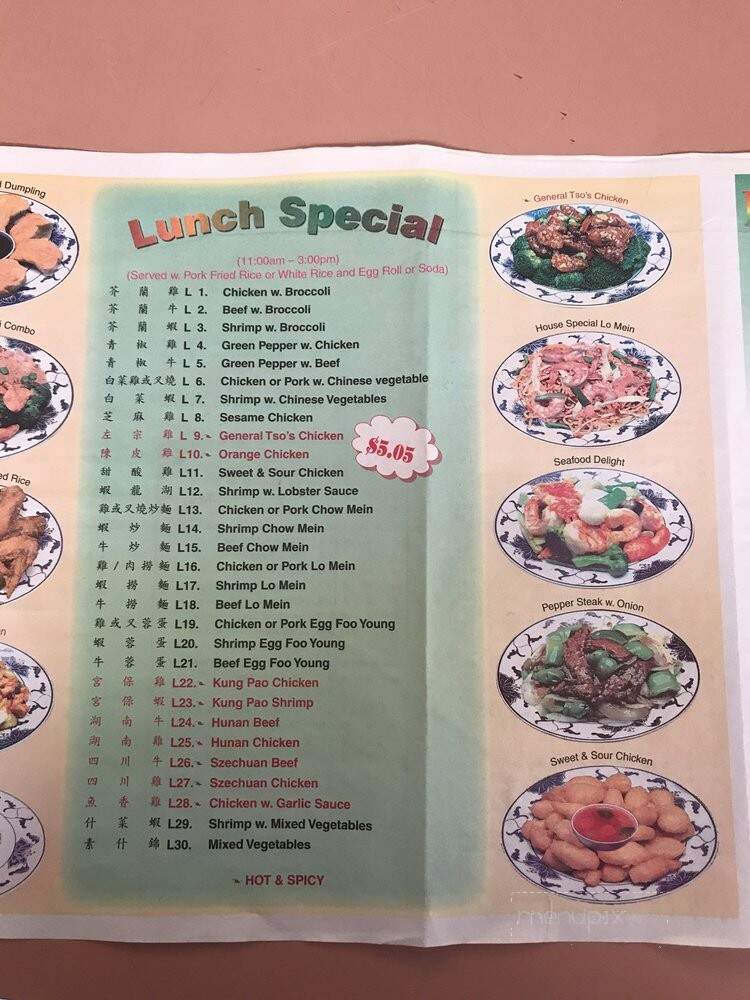 Dumpling
Combo
ed Rice
Lunch Special
(11:00am – 3:00pm)
(Served w. Pork Fried Rice or White Rice and Egg Roll or Soda)
芥蘭雞 L 1. Chicken w. Broccoli
芥蘭牛 L 2. Beef w. Broccoli
芥蘭蝦 L 3. Shrimp w. Broccoli
青椒雞 L 4. Green Pepper w. Chicken
青椒牛 L 5. Green Pepper w. Beef
白菜雞或叉燒 L 6. Chicken or Pork w. Chinese vegetable
白菜蝦 L 7. Shrimp w. Chinese Vegetables
芝麻雞 L 8. Sesame Chicken
左宗雞 L 9. General Tso's Chicken
陳皮雞 L10. Orange Chicken
$5.05
甜酸雞 L11. Sweet & Sour Chicken
蝦龍湖 L12. Shrimp w. Lobster Sauce
雞或叉燒炒麵 L13. Chicken or Pork Chow Mein
蝦炒麵 L14. Shrimp Chow Mein
牛炒麵 L15. Beef Chow Mein
雞/肉撈麵 L16. Chicken or Pork Lo Mein
蝦撈麵 L17. Shrimp Lo Mein
牛撈麵 L18. Beef Lo Mein
雞或叉蓉蛋 L19. Chicken or Pork Egg Foo Young
蝦蓉蛋 L20. Shrimp Egg Foo Young
牛蓉蛋 L21. Beef Egg Foo Young
宮保雞 L22. Kung Pao Chicken
宮保蝦 L23. Kung Pao Shrimp
湖南牛 L24. Hunan Beef
湖南雞 L25. Hunan Chicken
四川牛 L26. Szechuan Beef
四川雞 L27. Szechuan Chicken
魚香雞 L28. Chicken w. Garlic Sauce
什菜蝦 L29. Shrimp w. Mixed Vegetables
素什錦 L30. Mixed Vegetables
HOT & SPICY
General Tso's Chicken
House Special Lo Mein
Seafood Delight
Pepper Steak w. Onion
Sweet & Sour Chicken